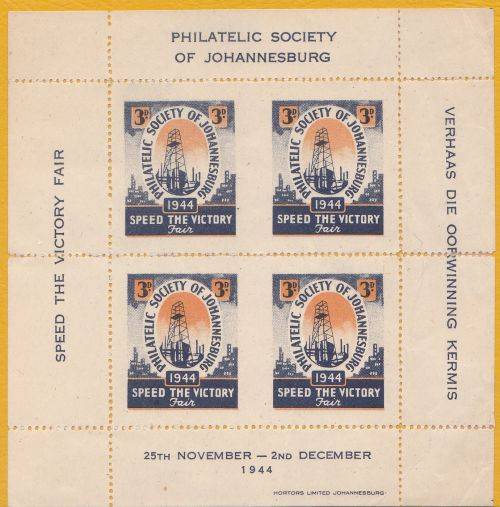 PHILATELIC SOCIETY
OF JOHANNESBURG
SPEED THE VICTORY FAIR
3D. 3D.
PHILATELIC SOCIETY OF JOHANNESBURG
1944
SPEED THE VICTORY
Fair
3D. 3D.
PHILATELIC SOCIETY OF JOHANNESBURG
1944
SPEED THE VICTORY
Fair
3D. 3D.
PHILATELIC SOCIETY OF JOHANNESBURG
1944
SPEED THE VICTORY
Fair
3D. 3D.
PHILATELIC SOCIETY OF JOHANNESBURG
1944
SPEED THE VICTORY
Fair
VERHAAS DIE OORWINNING KERMIS
25TH NOVEMBER — 2ND DECEMBER
1944
HORTORS LIMITED JOHANNESBURG